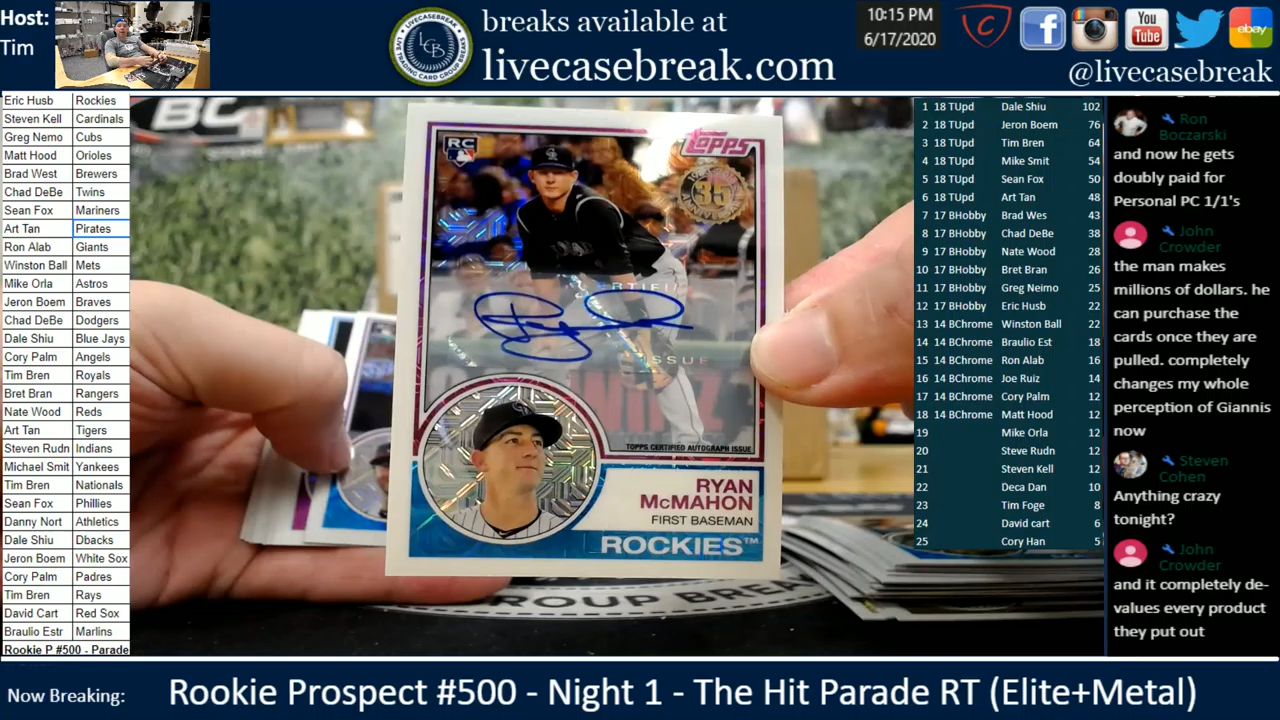 Host:
Tim
LIVECASEBREAK
LCB
LIVE TRADING CARD GROUP BREAKS
breaks available at
livecasebreak.com
10:15 PM
6/17/2020
You
Tube
ebay
@livecasebreak
Eric Husb Rockies
Steven Kell Cardinals
Greg Nemo Cubs
Matt Hood Orioles
Brad West Brewers
Chad DeBe Twins
Sean Fox Mariners
Art Tan Pirates
Ron Alab Giants
Winston Ball Mets
Mike Orla Astros
Jeron Boem Braves
Chad DeBe Dodgers
Dale Shiu Blue Jays
Cory Palm Angels
Tim Bren Royals
Bret Bran Rangers
Nate Wood Reds
Art Tan Tigers
Steven Rudn Indians
Michael Smit Yankees
Tim Bren Nationals
Sean Fox Phillies
Danny Nort Athletics
Dale Shiu Dbacks
Jeron Boem White Sox
Cory Palm Padres
Tim Bren Rays
David Cart Red Sox
Braulio Estr Marlins
Rookie P #500 - Parade
BC
RC
Topps
35
CERTIFIED
ISSUE
TOPPS CERTIFIED AUTOGRAPH ISSUE
RYAN
McMAHON
FIRST BASEMAN
ROCKIES™
GROUP BREAK
1 18 TUpd Dale Shiu 102
2 18 TUpd Jeron Boem 76
3 18 TUpd Tim Bren 64
4 18 TUpd Mike Smit 54
5 18 TUpd Sean Fox 50
6 18 TUpd Art Tan 48
7 17 BHobby Brad Wes 43
8 17 BHobby Chad DeBe 38
9 17 BHobby Nate Wood 28
10 17 BHobby Bret Bran 26
11 17 BHobby Greg Neimo 25
12 17 BHobby Eric Husb 22
13 14 BChrome Winston Ball 22
14 14 BChrome Braulio Est 18
15 14 BChrome Ron Alab 16
16 14 BChrome Joe Ruiz 14
17 14 BChrome Cory Palm 12
18 14 BChrome Matt Hood 12
19 Mike Orla 12
20 Steve Rudn 12
21 Steven Kell 12
22 Deca Dan 10
23 Tim Foge 8
24 David cart 6
25 Cory Han 5
Ron
Boczarski
and now he gets
doubly paid for
Personal PC 1/1's
John
Crowder
the man makes
millions of dollars. he
can purchase the
cards once they are
pulled. completely
changes my whole
perception of Giannis
now
Steven
Cohen
Anything crazy
tonight?
John
Crowder
and it completely de-
values every product
they put out
Now Breaking:
Rookie Prospect #500 - Night 1 - The Hit Parade RT (Elite+Metal)